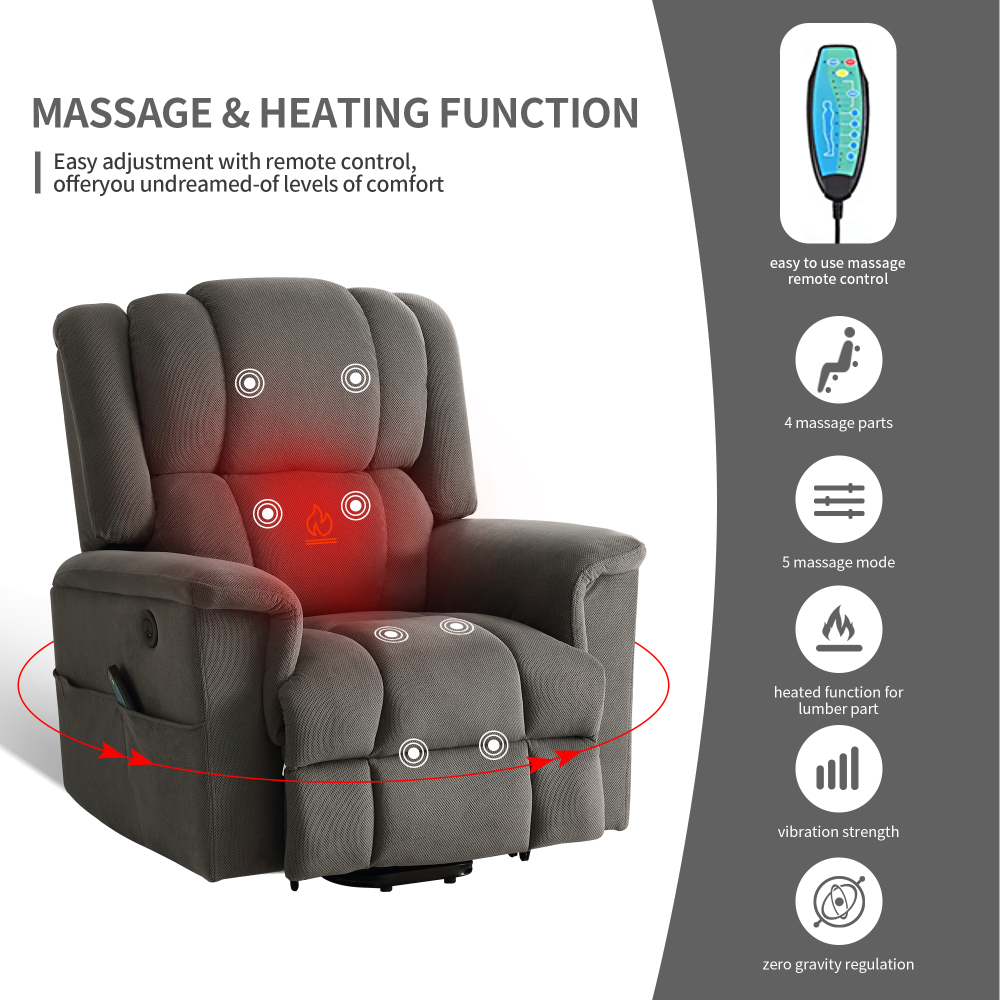 MASSAGE & HEATING FUNCTION
Easy adjustment with remote control,
offeryou undreamed-of levels of comfort
easy to use massage
remote control
4 massage parts
5 massage mode
heated function for
lumber part
vibration strength
zero gravity regulation